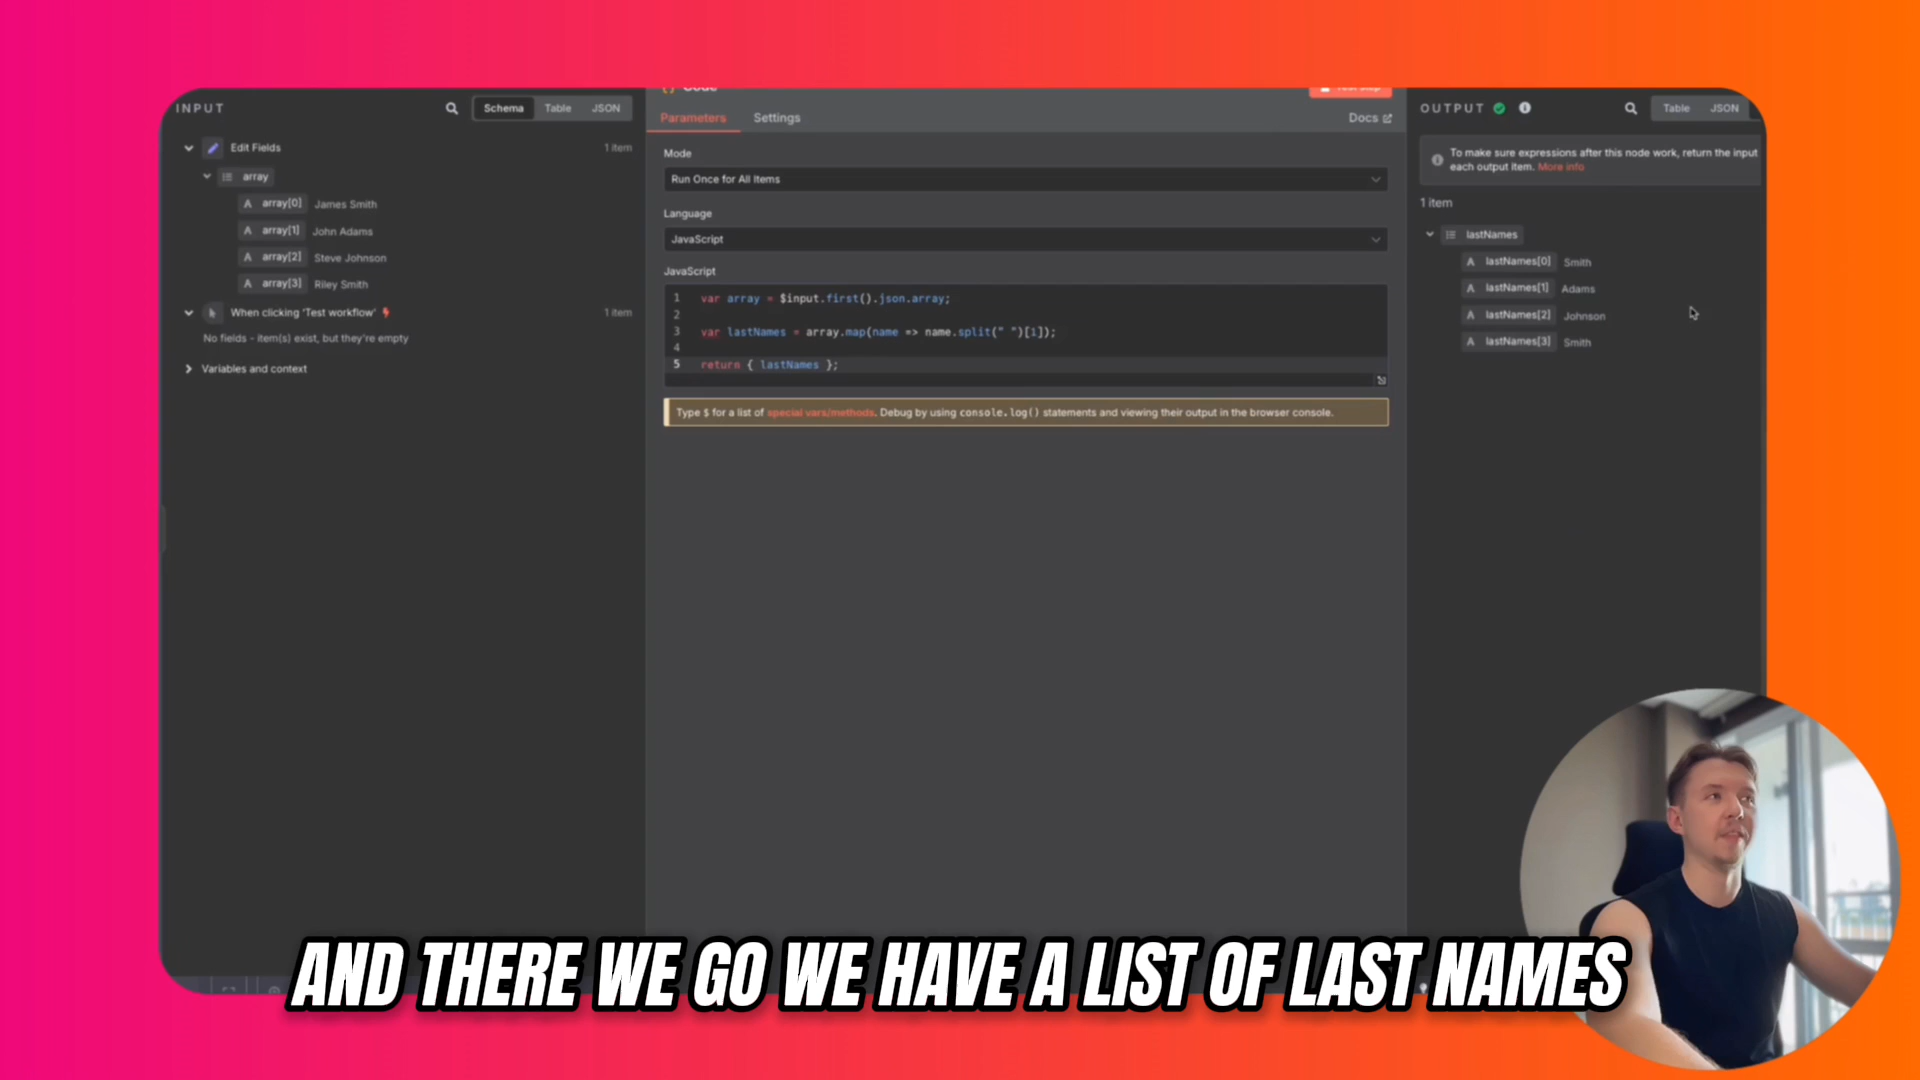 INPUT
Schema Table JSON
Edit Fields 1 item
array
A array[0] James Smith
A array[1] John Adams
A array[2] Steve Johnson
A array[3] Riley Smith
When clicking ‘Test workflow’ 1 item
No fields - item(s) exist, but they're empty
Variables and context
Parameters Settings Docs
Mode
Run Once for All Items
Language
JavaScript
JavaScript
1 var array = $input.first().json.array;
2
3 var lastNames = array.map(name => name.split(" ")[1]);
4
5 return { lastNames };
Type $ for a list of special vars/methods. Debug by using console.log() statements and viewing their output in the browser console.
OUTPUT Table JSON
To make sure expressions after this node work, return the input
each output item. More info
1 item
lastNames
A lastNames[0] Smith
A lastNames[1] Adams
A lastNames[2] Johnson
A lastNames[3] Smith
AND THERE WE GO WE HAVE A LIST OF LAST NAMES